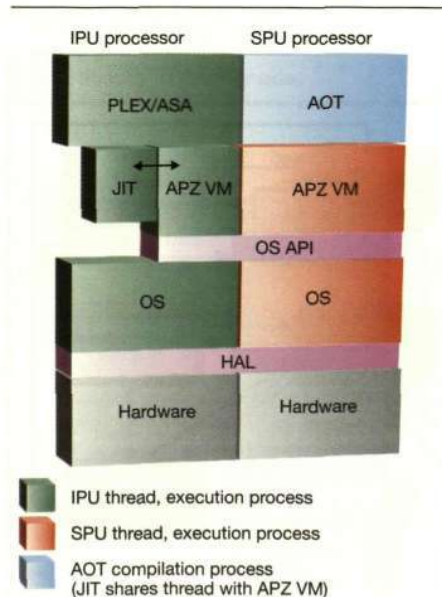 IPU processor SPU processor
PLEX/ASA AOT
JIT APZ VM APZ VM
OS API
OS OS
HAL
Hardware Hardware
IPU thread, execution process
SPU thread, execution process
AOT compilation process
(JIT shares thread with APZ VM)